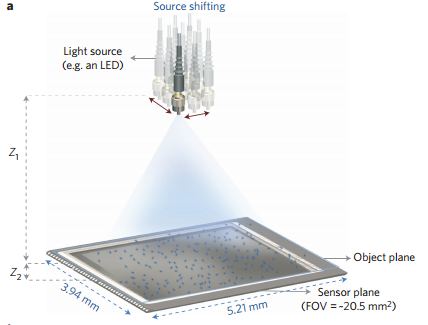 a
Source shifting
Light source
(e.g. an LED)
Z1
Z2
Object plane
Sensor plane
(FOV = ~20.5 mm²)
3.94 mm
5.21 mm